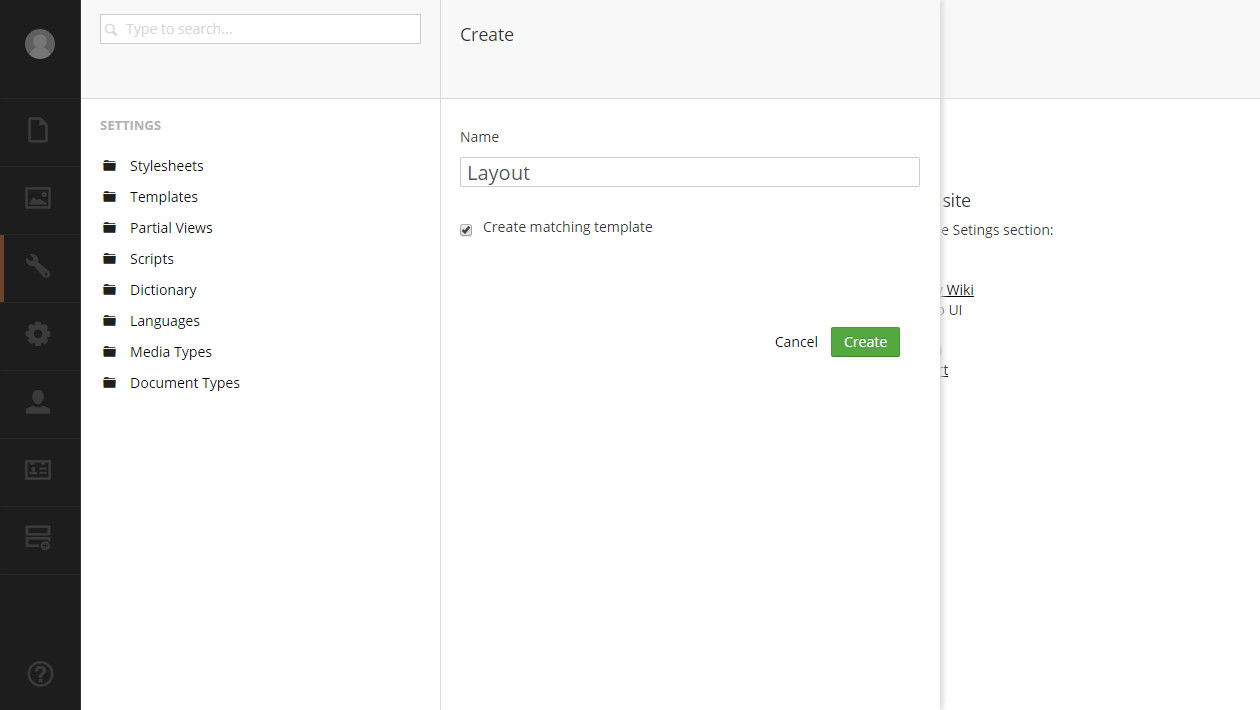 Type to search...
SETTINGS
Stylesheets
Templates
Partial Views
Scripts
Dictionary
Languages
Media Types
Document Types
Create
Name
Layout
Create matching template
Cancel
Create
site
e Setings section:
Wiki
UI